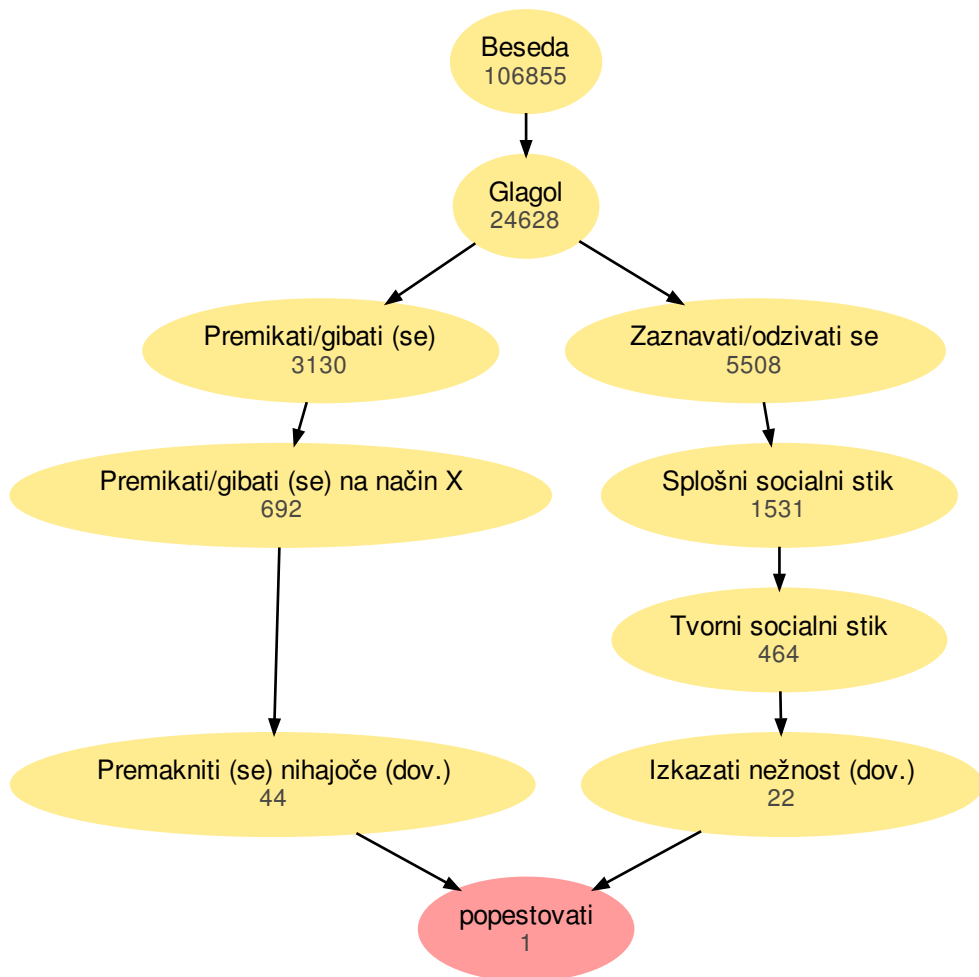 Beseda
106855
Glagol
24628
Premikati/gibati (se)
3130
Zaznavati/odzivati se
5508
Premikati/gibati (se) na način X
692
Splošni socialni stik
1531
Tvorni socialni stik
464
Premakniti (se) nihajoče (dov.)
44
Izkazati nežnost (dov.)
22
popestovati
1